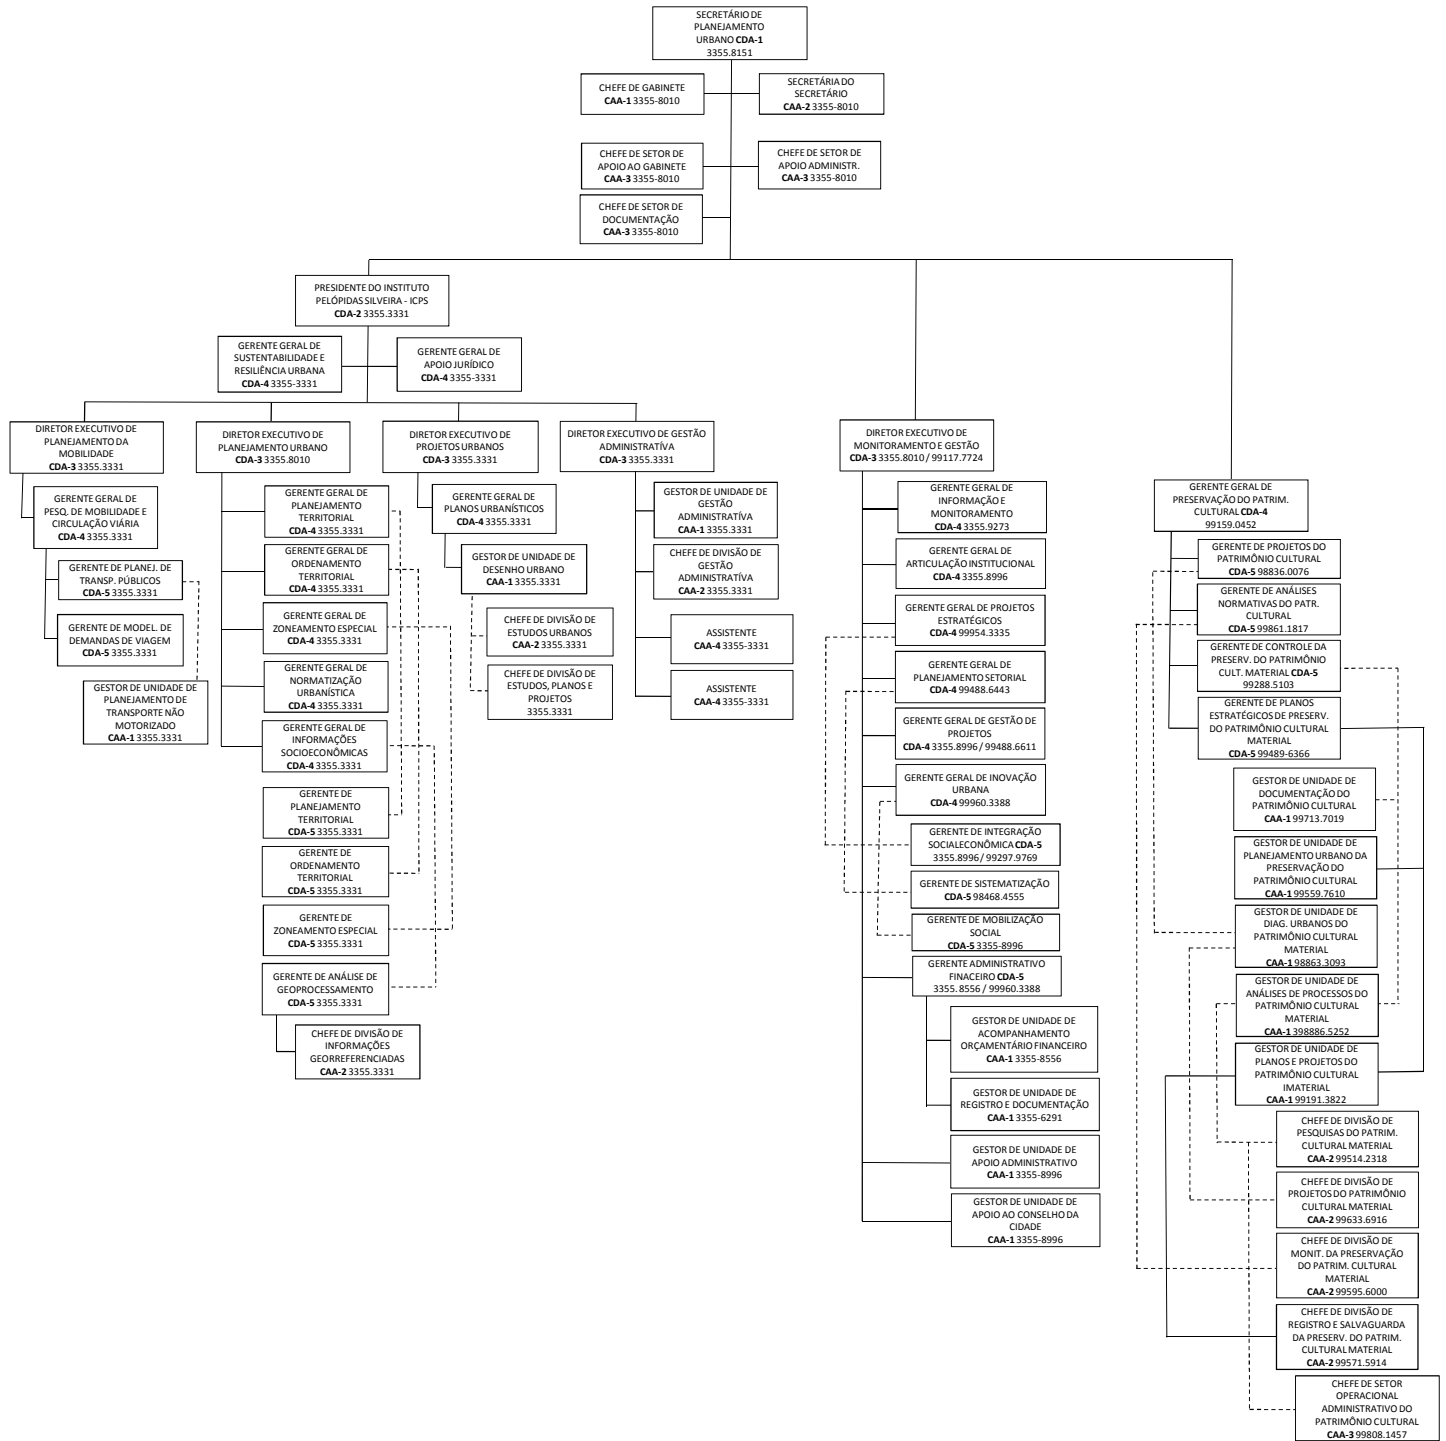 SECRETÁRIO DE
PLANEJAMENTO
URBANO CDA-1
3355.8151
CHEFE DE GABINETE
CAA-1 3355-8010
SECRETÁRIA DO
SECRETÁRIO
CAA-2 3355-8010
CHEFE DE SETOR DE
APOIO AO GABINETE
CAA-3 3355-8010
CHEFE DE SETOR DE
APOIO ADMINISTR.
CAA-3 3355-8010
CHEFE DE SETOR DE
DOCUMENTAÇÃO
CAA-3 3355-8010
PRESIDENTE DO INSTITUTO
PELÓPIDAS SILVEIRA - ICPS
CDA-2 3355.3331
GERENTE GERAL DE
SUSTENTABILIDADE E
RESILIÊNCIA URBANA
CDA-4 3355-3331
GERENTE GERAL DE
APOIO JURÍDICO
CDA-4 3355-3331
DIRETOR EXECUTIVO DE
PLANEJAMENTO DA
MOBILIDADE
CDA-3 3355.3331
GERENTE GERAL DE
PESQ. DE MOBILIDADE E
CIRCULAÇÃO VIÁRIA
CDA-4 3355.3331
GERENTE DE PLANEJ. DE
TRANSP. PÚBLICOS
CDA-5 3355.3331
GERENTE DE MODEL. DE
DEMANDAS DE VIAGEM
CDA-5 3355.3331
GESTOR DE UNIDADE DE
PLANEJAMENTO DE
TRANSPORTE NÃO
MOTORIZADO
CAA-1 3355.3331
DIRETOR EXECUTIVO DE
PLANEJAMENTO URBANO
CDA-3 3355.8010
GERENTE GERAL DE
PLANEJAMENTO
TERRITORIAL
CDA-4 3355.3331
GERENTE GERAL DE
ORDENAMENTO
TERRITORIAL
CDA-4 3355.3331
GERENTE GERAL DE
ZONEAMENTO ESPECIAL
CDA-4 3355.3331
GERENTE GERAL DE
NORMATIZAÇÃO
URBANÍSTICA
CDA-4 3355.3331
GERENTE GERAL DE
INFORMAÇÕES
SOCIOECONÔMICAS
CDA-4 3355.3331
GERENTE DE
PLANEJAMENTO
TERRITORIAL
CDA-5 3355.3331
GERENTE DE
ORDENAMENTO
TERRITORIAL
CDA-5 3355.3331
GERENTE DE
ZONEAMENTO ESPECIAL
CDA-5 3355.3331
GERENTE DE ANÁLISE DE
GEOPROCESSAMENTO
CDA-5 3355.3331
CHEFE DE DIVISÃO DE
INFORMAÇÕES
GEORREFERENCIADAS
CAA-2 3355.3331
DIRETOR EXECUTIVO DE
PROJETOS URBANOS
CDA-3 3355.3331
GERENTE GERAL DE
PLANOS URBANÍSTICOS
CDA-4 3355.3331
GESTOR DE UNIDADE DE
DESENHO URBANO
CAA-1 3355.3331
CHEFE DE DIVISÃO DE
ESTUDOS URBANOS
CAA-2 3355.3331
CHEFE DE DIVISÃO DE
ESTUDOS, PLANOS E
PROJETOS
3355.3331
DIRETOR EXECUTIVO DE GESTÃO
ADMINISTRATÍVA
CDA-3 3355.3331
GESTOR DE UNIDADE DE
GESTÃO
ADMINISTRATÍVA
CAA-1 3355.3331
CHEFE DE DIVISÃO DE
GESTÃO
ADMINISTRATÍVA
CAA-2 3355.3331
ASSISTENTE
CAA-4 3355-3331
ASSISTENTE
CAA-4 3355-3331
DIRETOR EXECUTIVO DE
MONITORAMENTO E GESTÃO
CDA-3 3355.8010 / 99117.7724
GERENTE GERAL DE
INFORMAÇÃO E
MONITORAMENTO
CDA-4 3355.9273
GERENTE GERAL DE
ARTICULAÇÃO INSTITUCIONAL
CDA-4 3355.8996
GERENTE GERAL DE PROJETOS
ESTRATÉGICOS
CDA-4 99954.3335
GERENTE GERAL DE
PLANEJAMENTO SETORIAL
CDA-4 99488.6443
GERENTE GERAL DE GESTÃO DE
PROJETOS
CDA-4 3355.8996 / 99488.6611
GERENTE GERAL DE INOVAÇÃO
URBANA
CDA-4 99960.3388
GERENTE DE INTEGRAÇÃO
SOCIALECONÔMICA CDA-5
3355.8996 / 99297.9769
GERENTE DE SISTEMATIZAÇÃO
CDA-5 98468.4555
GERENTE DE MOBILIZAÇÃO
SOCIAL
CDA-5 3355-8996
GERENTE ADMINISTRATIVO
FINACEIRO CDA-5
3355.8556 / 99960.3388
GESTOR DE UNIDADE DE
ACOMPANHAMENTO
ORÇAMENTÁRIO FINANCEIRO
CAA-1 3355-8556
GESTOR DE UNIDADE DE
REGISTRO E DOCUMENTAÇÃO
CAA-1 3355-6291
GESTOR DE UNIDADE DE
APOIO ADMINISTRATIVO
CAA-1 3355-8996
GESTOR DE UNIDADE DE
APOIO AO CONSELHO DA
CIDADE
CAA-1 3355-8996
GERENTE GERAL DE
PRESERVAÇÃO DO PATRIM.
CULTURAL CDA-4
99159.0452
GERENTE DE PROJETOS DO
PATRIMÔNIO CULTURAL
CDA-5 98836.0076
GERENTE DE ANÁLISES
NORMATIVAS DO PATR.
CULTURAL
CDA-5 99861.1817
GERENTE DE CONTROLE DA
PRESERV. DO PATRIMÔNIO
CULT. MATERIAL CDA-5
99288.5103
GERENTE DE PLANOS
ESTRATÉGICOS DE PRESERV.
DO PATRIMÔNIO CULTURAL
MATERIAL
CDA-5 99489-6366
GESTOR DE UNIDADE DE
DOCUMENTAÇÃO DO
PATRIMÔNIO CULTURAL
CAA-1 99713.7019
GESTOR DE UNIDADE DE
PLANEJAMENTO URBANO DA
PRESERVAÇÃO DO
PATRIMÔNIO CULTURAL
CAA-1 99559.7610
GESTOR DE UNIDADE DE
DIAG. URBANOS DO
PATRIMÔNIO CULTURAL
MATERIAL
CAA-1 98863.3093
GESTOR DE UNIDADE DE
ANÁLISES DE PROCESSOS DO
PATRIMÔNIO CULTURAL
MATERIAL
CAA-1 398886.5252
GESTOR DE UNIDADE DE
PLANOS E PROJETOS DO
PATRIMÔNIO CULTURAL
IMATERIAL
CAA-1 99191.3822
CHEFE DE DIVISÃO DE
PESQUISAS DO PATRIM.
CULTURAL MATERIAL
CAA-2 99514.2318
CHEFE DE DIVISÃO DE
PROJETOS DO PATRIMÔNIO
CULTURAL MATERIAL
CAA-2 99633.6916
CHEFE DE DIVISÃO DE
MONIT. DA PRESERVAÇÃO
DO PATRIM. CULTURAL
MATERIAL
CAA-2 99595.6000
CHEFE DE DIVISÃO DE
REGISTRO E SALVAGUARDA
DA PRESERV. DO PATRIM.
CULTURAL MATERIAL
CAA-2 99571.5914
CHEFE DE SETOR
OPERACIONAL
ADMINISTRATIVO DO
PATRIMÔNIO CULTURAL
CAA-3 99808.1457